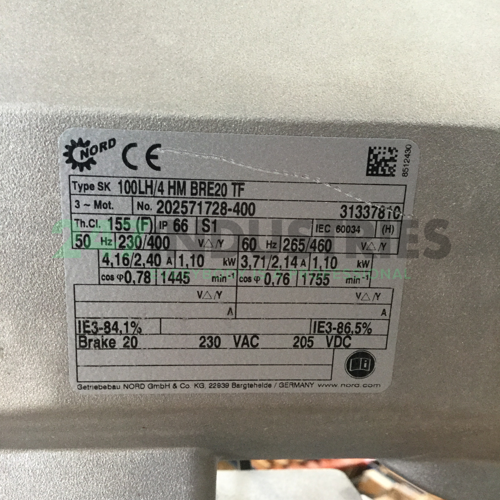 NORD CE
8512430
Type SK 100LH/4 HM BRE20 TF
3 ~ Mot. No. 202571728-400 31337810
Th.Cl. 155 (F) IP 66 S1 IEC 60034 (H)
50 Hz 230/400 V△/Y 60 Hz 265/460 V△/Y
4,16/2,40 A 1,10 kW 3,71/2,14 A 1,10 kW
cos φ 0,78 1445 min⁻¹ cos φ 0,76 1755 min⁻¹
V△/Y V△/Y
A A
IE3-84,1% IE3-86,5%
Brake 20 230 VAC 205 VDC
Getriebebau NORD GmbH & Co. KG, 22939 Bargteheide / GERMANY www.nord.com
INDUSTRIES